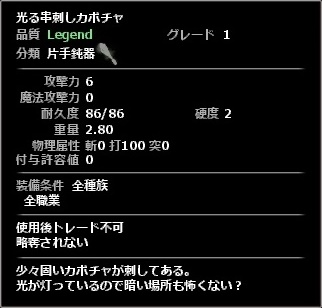 光る串刺しカボチャ
品質 Legend グレード 1
分類 片手鈍器
攻撃力 6
魔法攻撃力 0
耐久度 86/86 硬度 2
重量 2.80
物理属性 斬0 打100 突0
付与許容値 0
装備条件 全種族
全職業
使用後トレード不可
略奪されない
少々固いカボチャが刺してある。
光が灯っているので暗い場所も怖くない？